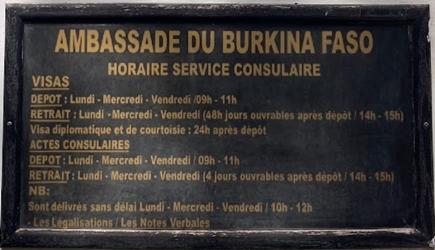 AMBASSADE DU BURKINA FASO
HORAIRE SERVICE CONSULAIRE
VISAS
DEPOT : Lundi - Mercredi - Vendredi /09h - 11h
RETRAIT : Lundi - Mercredi - Vendredi (48h jours ouvrables après dépôt / 14h - 15h)
Visa diplomatique et de courtoisie : 24h après dépôt
ACTES CONSULAIRES
DEPOT : Lundi - Mercredi - Vendredi / 09h - 11h
RETRAIT : Lundi - Mercredi - Vendredi (4 jours ouvrables après dépôt / 14h - 15h)
NB:
Sont délivrés sans délai Lundi - Mercredi - Vendredi / 10h - 12h
- Les Légalisations / Les Notes Verbales